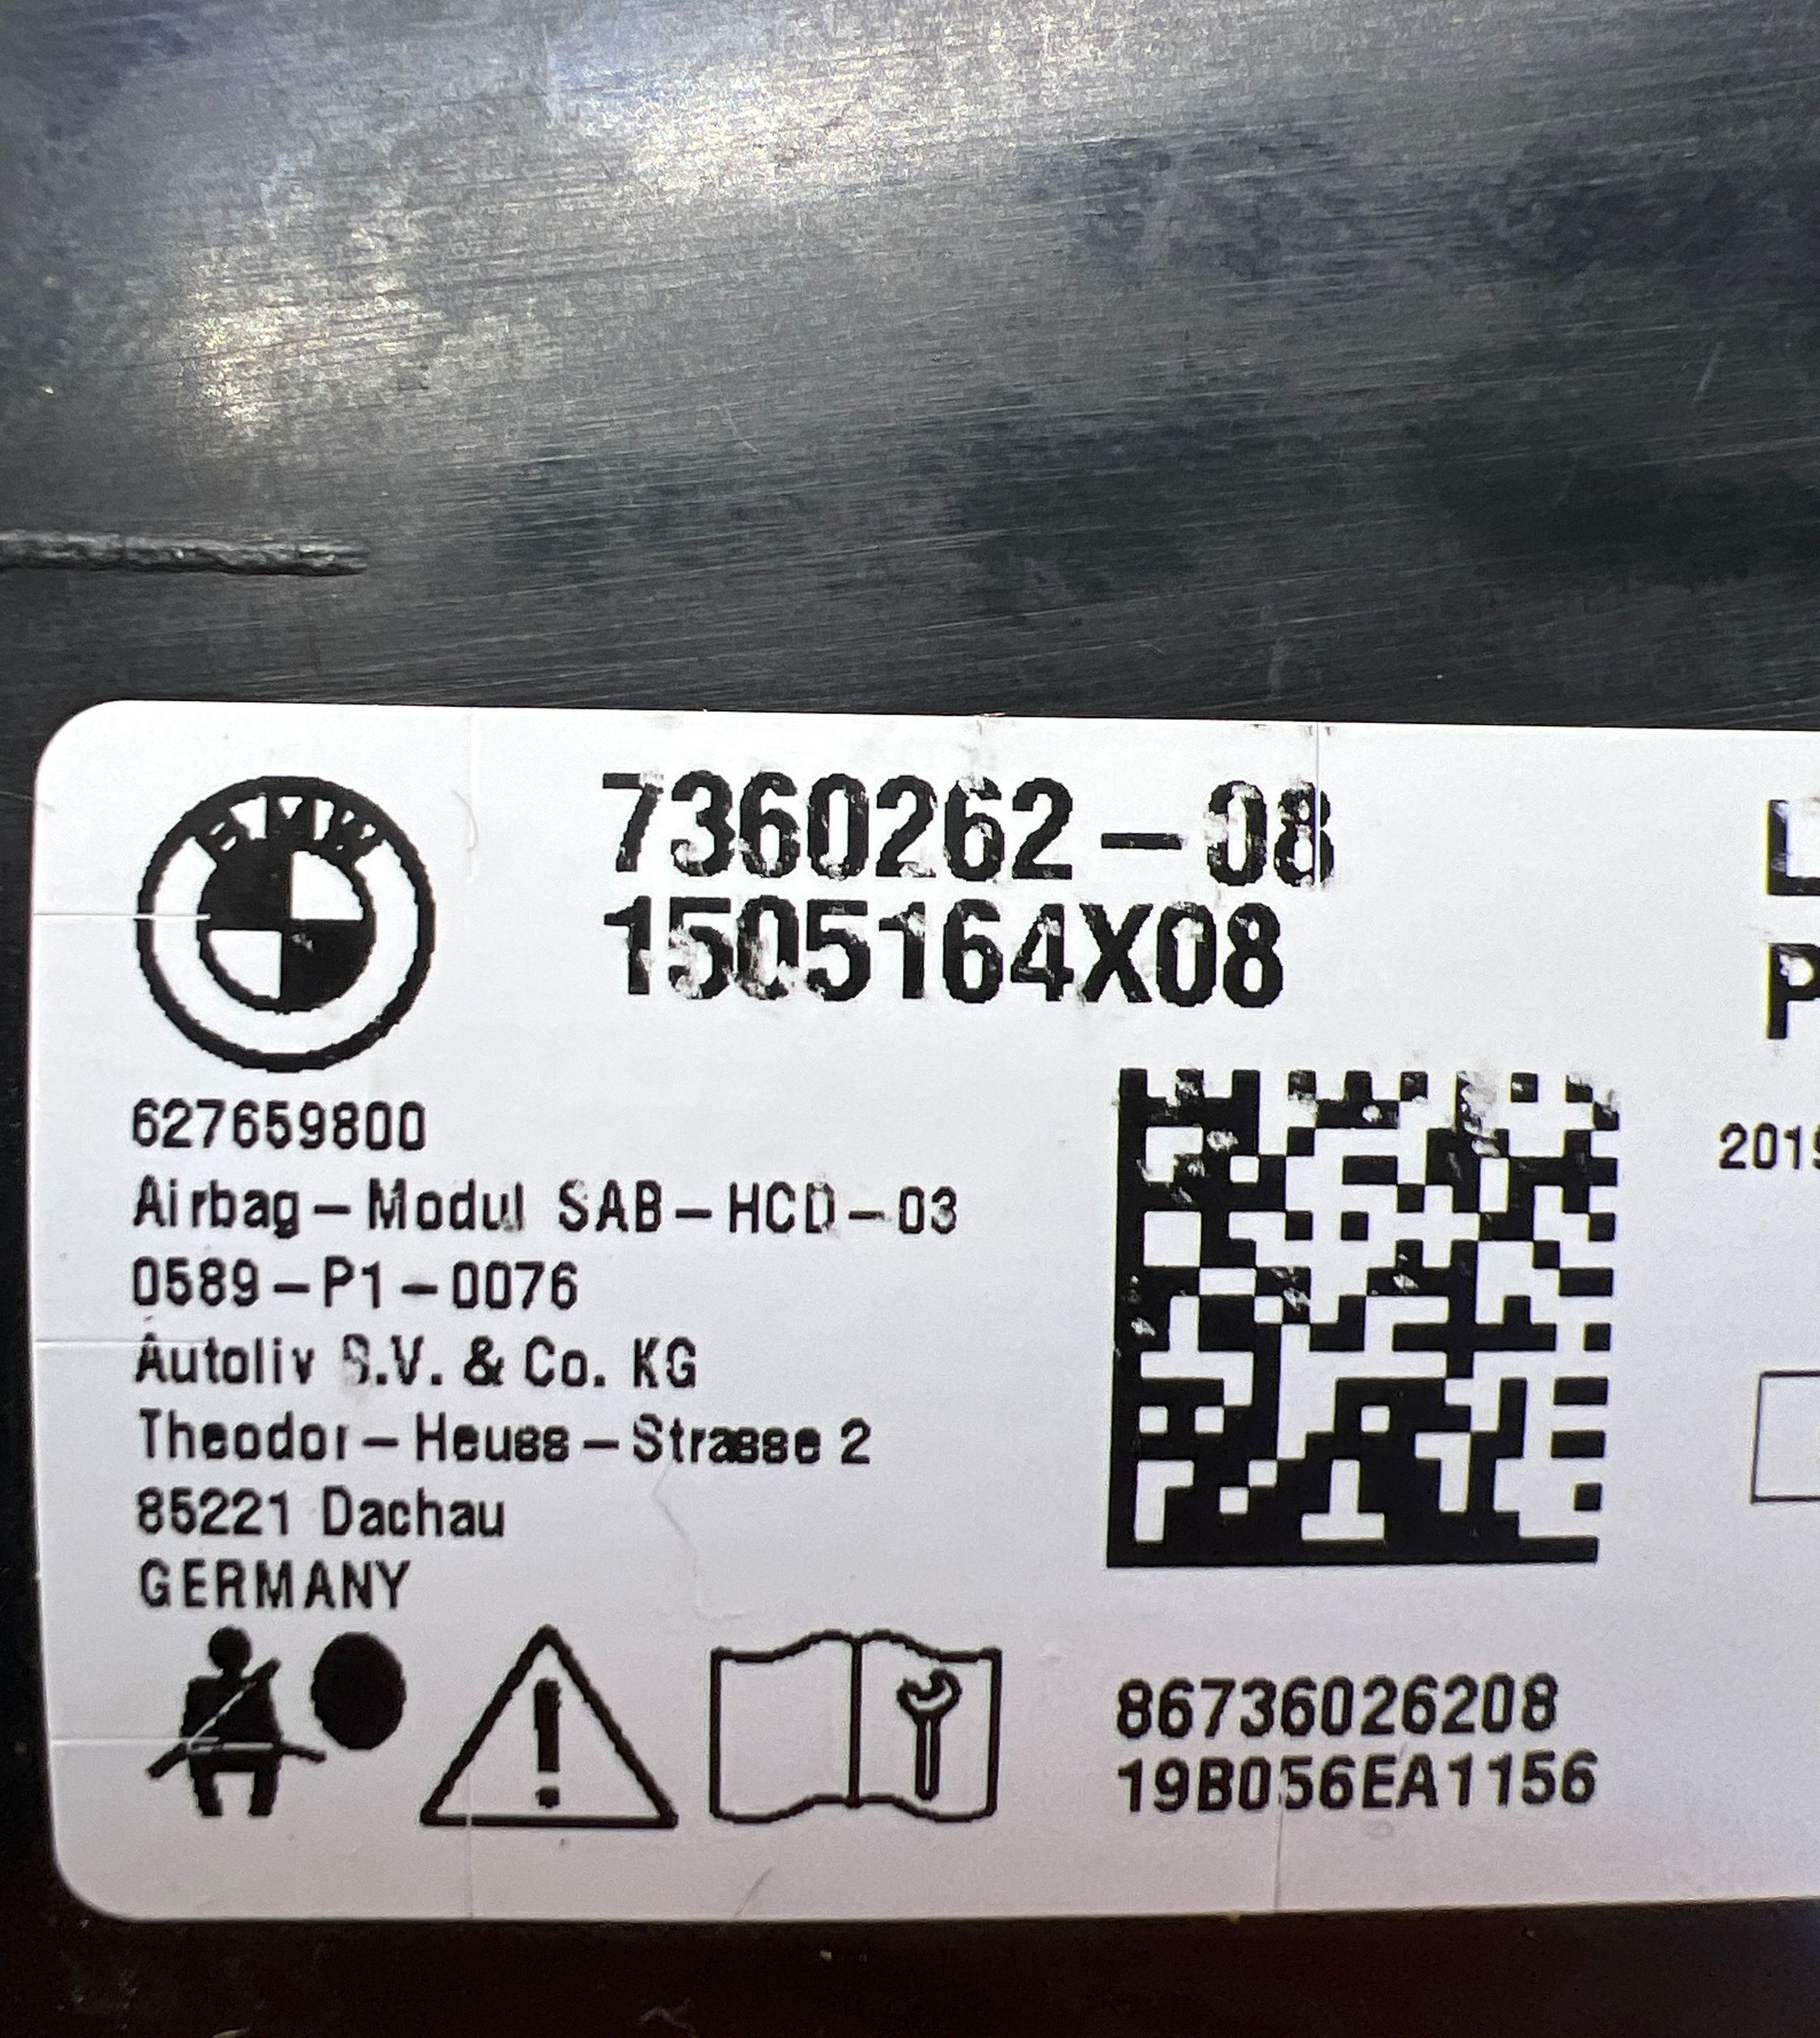 BMW
7360262-08
1505164X08
L
P
627659800
Airbag-Modul SAB-HCD-03
0589-P1-0076
Autoliv B.V. & Co. KG
Theodor-Heuss-Strasse 2
85221 Dachau
GERMANY
86736026208
19B056EA1156